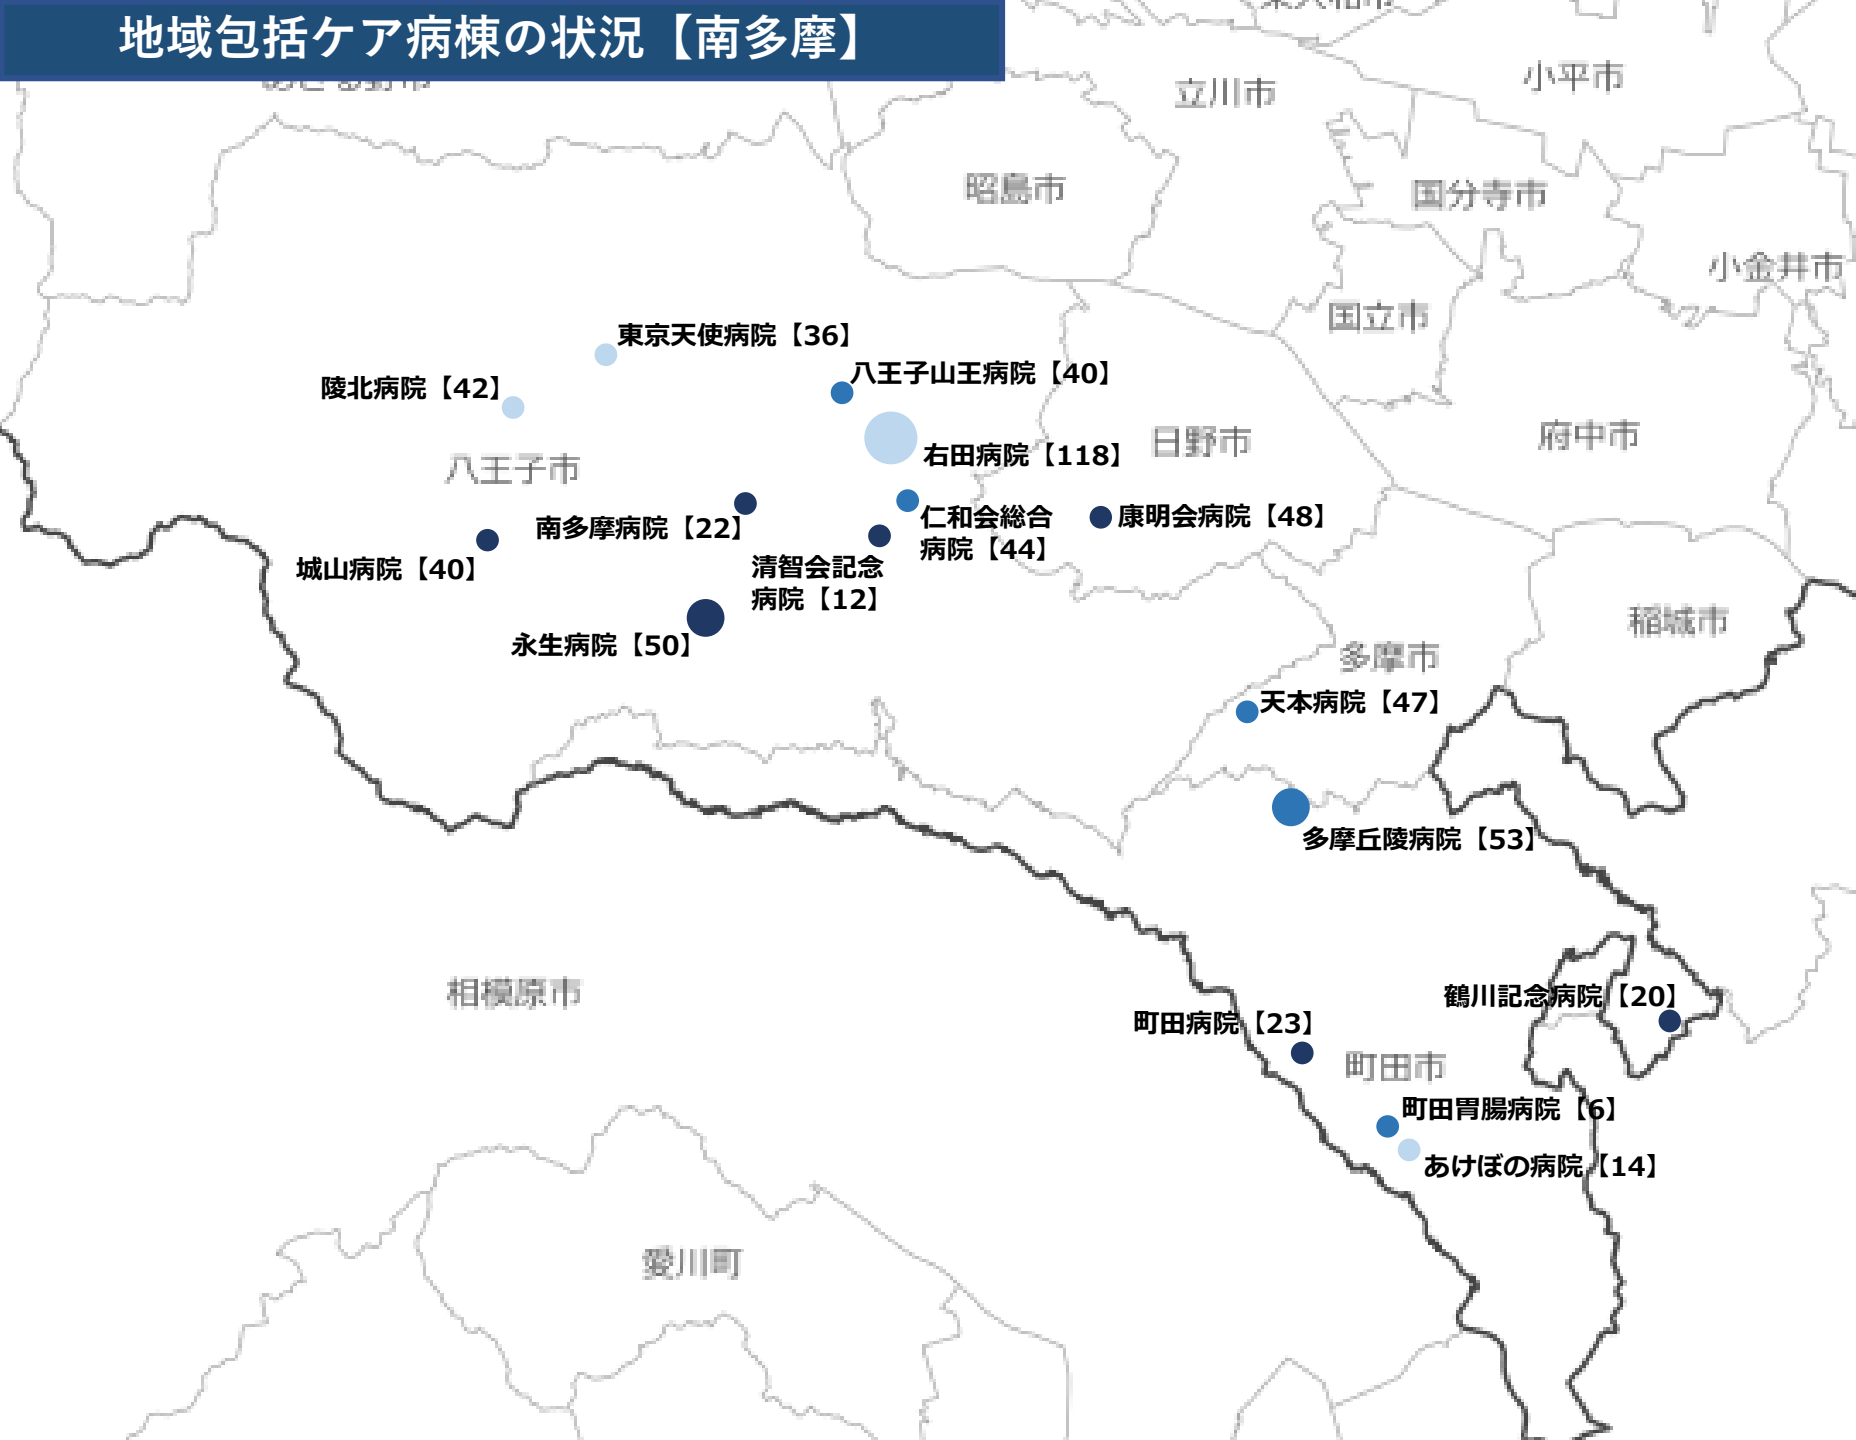 地域包括ケア病棟の状況【南多摩】
立川市
小平市
昭島市
国分寺市
小金井市
国立市
東京天使病院【36】
八王子山王病院【40】
陵北病院【42】
右田病院【118】
日野市
府中市
八王子市
南多摩病院【22】
仁和会総合
病院【44】
康明会病院【48】
城山病院【40】
清智会記念
病院【12】
永生病院【50】
稲城市
多摩市
天本病院【47】
多摩丘陵病院【53】
相模原市
鶴川記念病院【20】
町田病院【23】
町田市
町田胃腸病院【6】
あけぼの病院【14】
愛川町